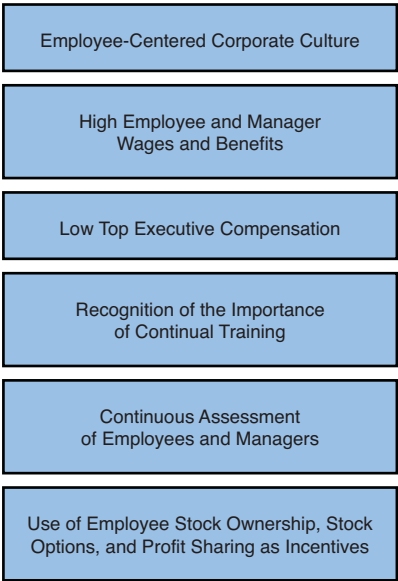 Employee-Centered Corporate Culture
High Employee and Manager
Wages and Benefits
Low Top Executive Compensation
Recognition of the Importance
of Continual Training
Continuous Assessment
of Employees and Managers
Use of Employee Stock Ownership, Stock
Options, and Profit Sharing as Incentives